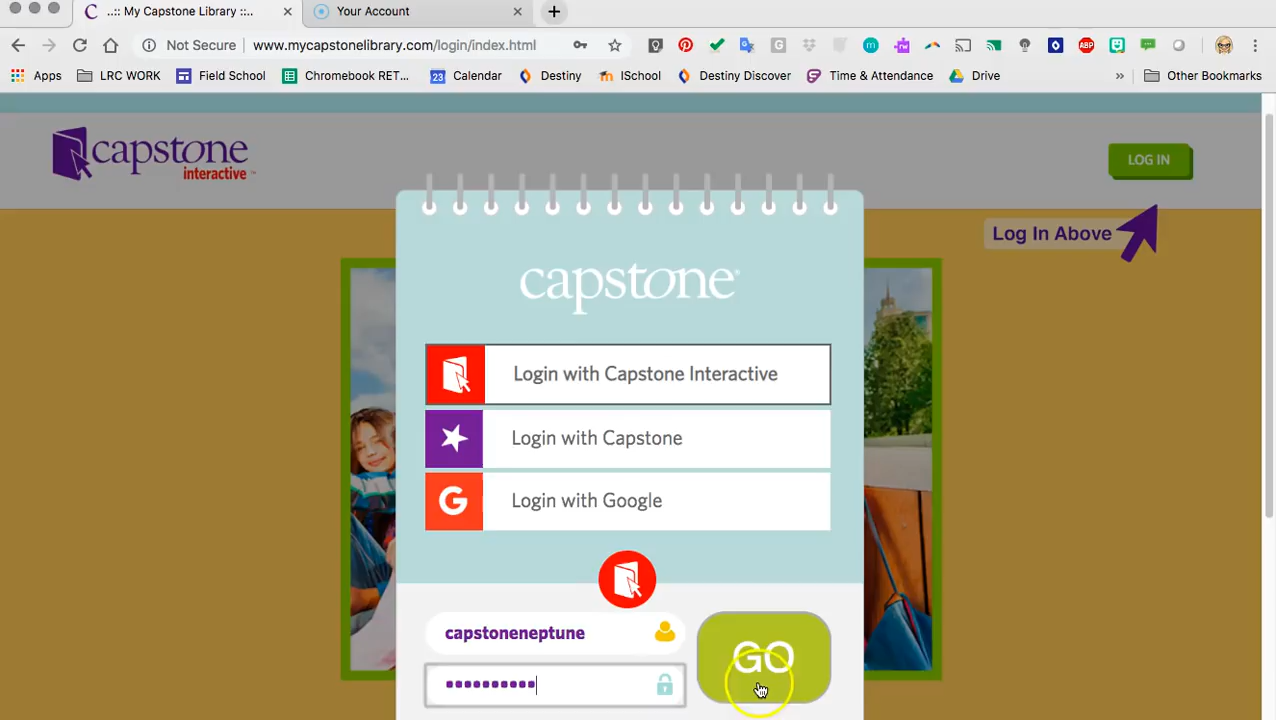 ..:: My Capstone Library ::..
Your Account
Not Secure
www.mycapstonelibrary.com/login/index.html
Apps
LRC WORK
Field School
Chromebook RET...
Calendar
Destiny
ISchool
Destiny Discover
Time & Attendance
Drive
»
Other Bookmarks
capstone
interactive™
LOG IN
Log In Above
capstone®
Login with Capstone Interactive
Login with Capstone
Login with Google
capstoneneptune
GO